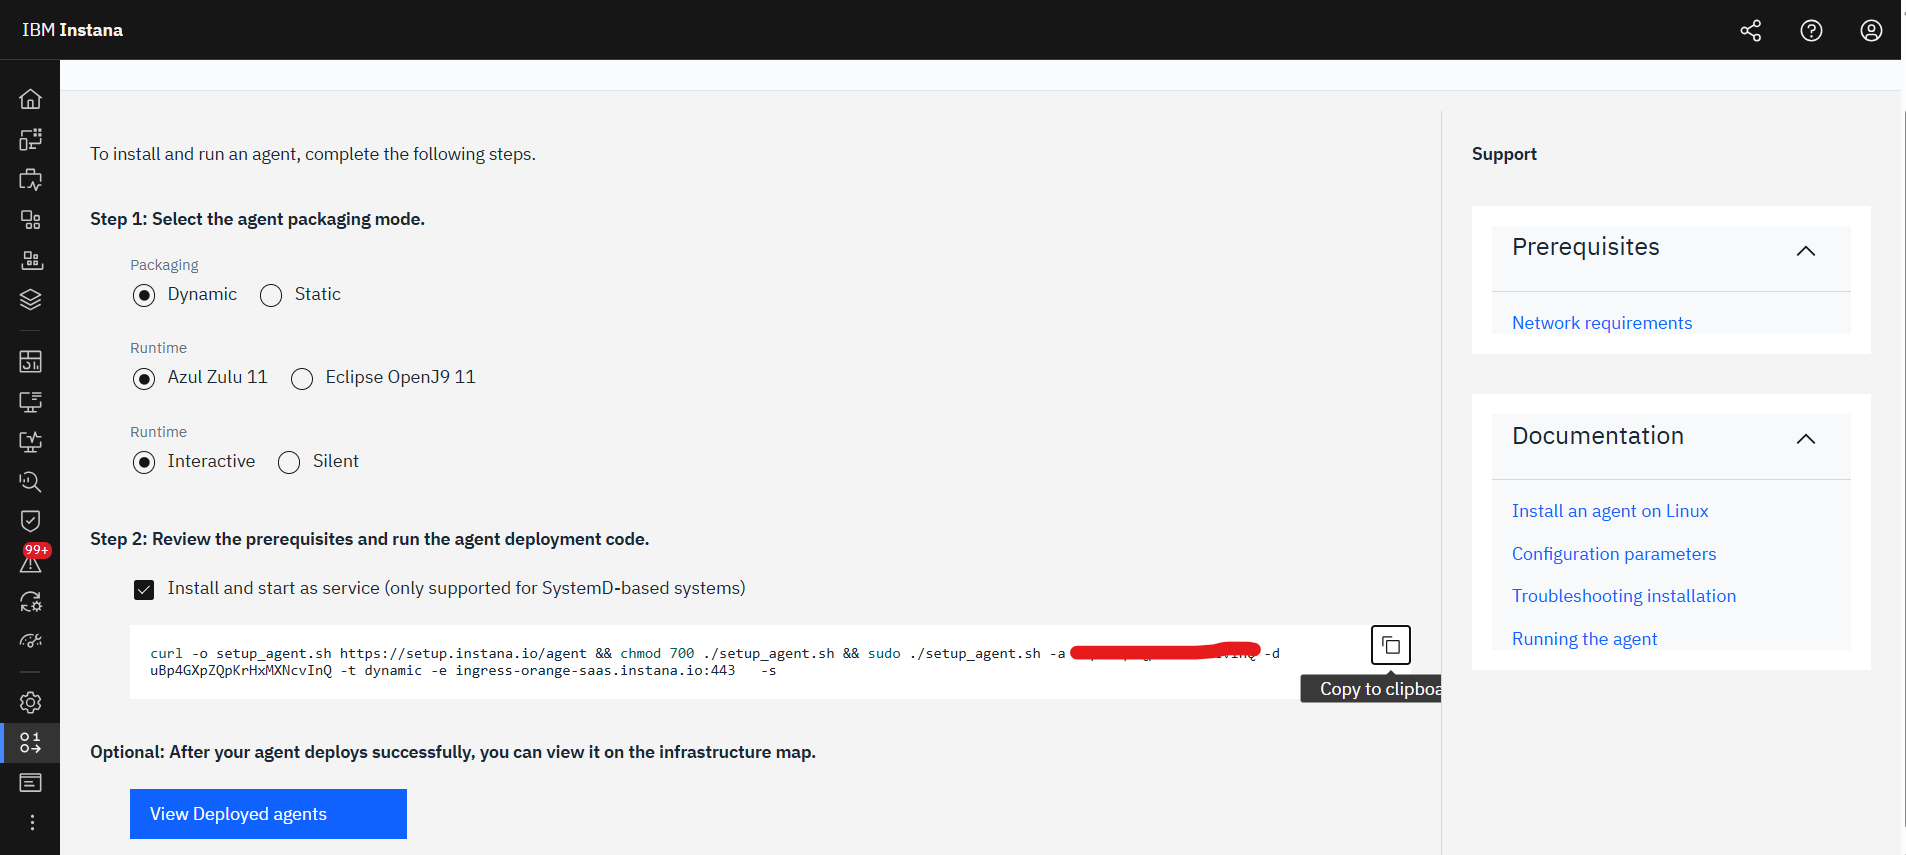 IBM Instana
To install and run an agent, complete the following steps.
Step 1: Select the agent packaging mode.
Packaging
Dynamic Static
Runtime
Azul Zulu 11 Eclipse OpenJ9 11
Runtime
Interactive Silent
Step 2: Review the prerequisites and run the agent deployment code.
Install and start as service (only supported for SystemD-based systems)
curl -o setup_agent.sh https://setup.instana.io/agent && chmod 700 ./setup_agent.sh && sudo ./setup_agent.sh -a -d
uBp4GXpZQpKrHxMXNcvInQ -t dynamic -e ingress-orange-saas.instana.io:443 -s
Copy to clipboa
Optional: After your agent deploys successfully, you can view it on the infrastructure map.
View Deployed agents
99+
Support
Prerequisites
Network requirements
Documentation
Install an agent on Linux
Configuration parameters
Troubleshooting installation
Running the agent